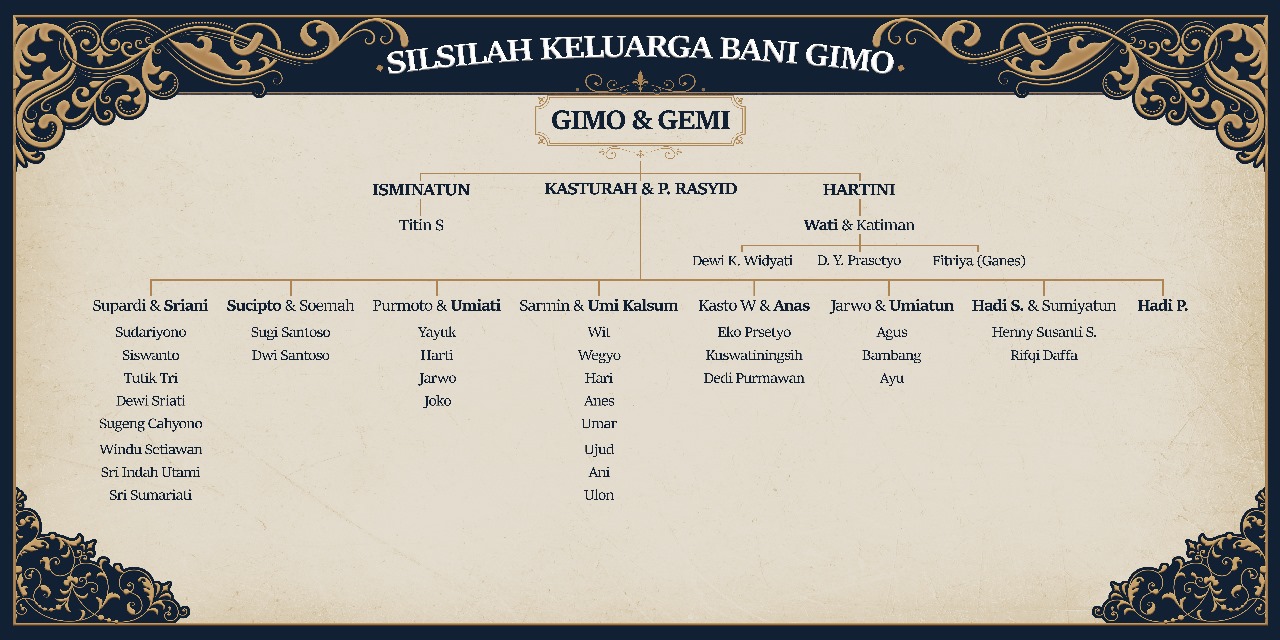 SILSILAH KELUARGA BANI GIMO
GIMO & GEMI
ISMINATUN KASTURAH & P. RASYID HARTINI
Titin S Wati & Katiman
Dewi K. Widyati D. Y. Prasetyo Fitriya (Ganes)
Supardi & Sriani Sucipto & Soemah Purmoto & Umiati Sarmin & Umi Kalsum Kasto W & Anas Jarwo & Umiatun Hadi S. & Sumiyatun Hadi P.
Sudariyono Sugi Santoso Yayuk Wit Eko Prsetyo Agus Henny Susanti S.
Siswanto Dwi Santoso Harti Wegyo Kuswatiningsih Bambang Rifqi Daffa
Tutik Tri Jarwo Hari Dedi Purmawan Ayu
Dewi Sriati Joko Anes
Sugeng Cahyono Umar
Windu Setiawan Ujud
Sri Indah Utami Ani
Sri Sumariati Ulon